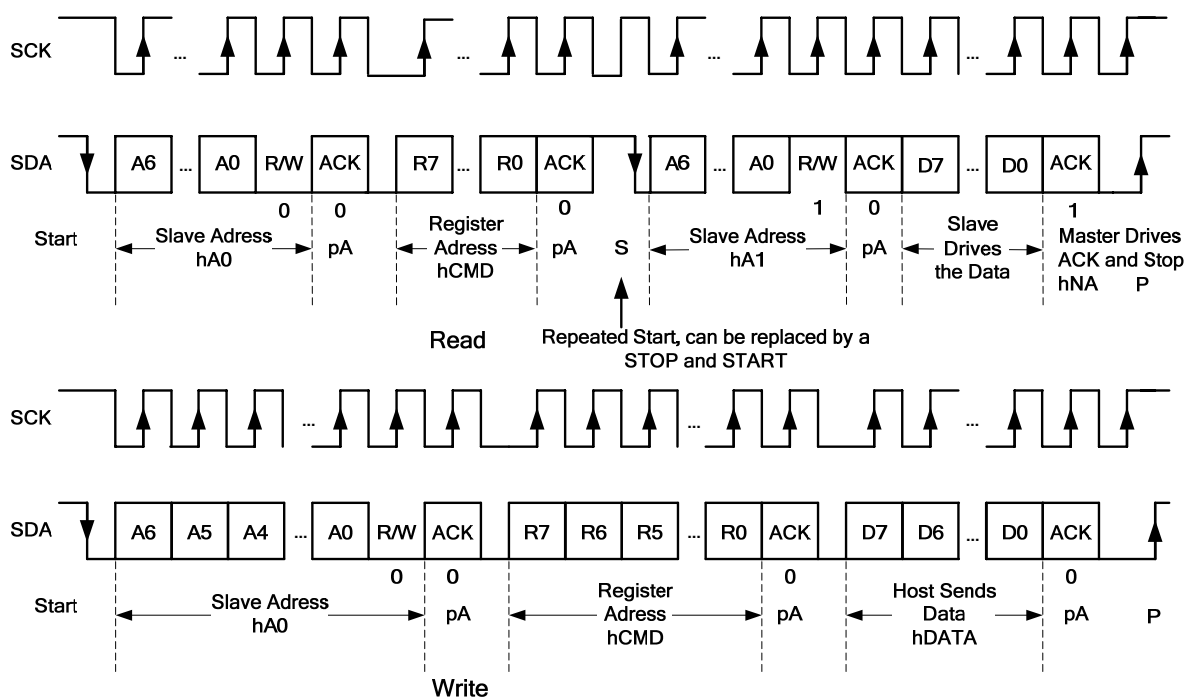 SCK ... ... ... ...
SDA A6 ... A0 R/W ACK R7 ... R0 ACK A6 ... A0 R/W ACK D7 ... D0 ACK
0 0 0 1 0 1
Start
Slave Adress
hA0
pA
Register
Adress
hCMD
pA
S
Slave Adress
hA1
pA
Slave
Drives
the Data
Master Drives
ACK and Stop
hNA P
Read
Repeated Start, can be replaced by a
STOP and START
SCK ... ... ...
SDA A6 A5 A4 ... A0 R/W ACK R7 R6 R5 ... R0 ACK D7 D6 ... D0 ACK
0 0 0 0
Start
Slave Adress
hA0
pA
Register
Adress
hCMD
pA
Host Sends
Data
hDATA
pA
P
Write